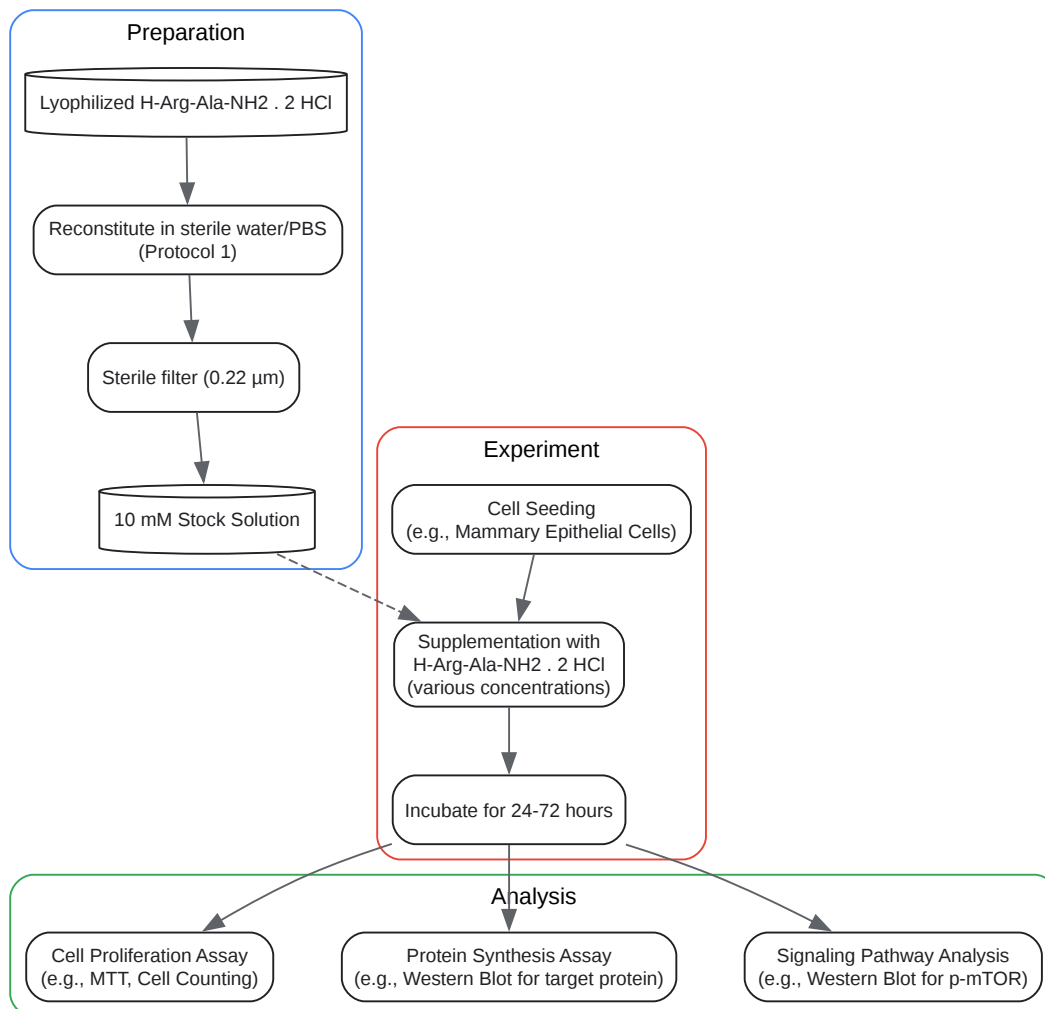 Preparation
Lyophilized H-Arg-Ala-NH2 . 2 HCl
Reconstitute in sterile water/PBS
(Protocol 1)
Sterile filter (0.22 µm)
10 mM Stock Solution
Experiment
Cell Seeding
(e.g., Mammary Epithelial Cells)
Supplementation with
H-Arg-Ala-NH2 . 2 HCl
(various concentrations)
Incubate for 24-72 hours
Analysis
Cell Proliferation Assay
(e.g., MTT, Cell Counting)
Protein Synthesis Assay
(e.g., Western Blot for target protein)
Signaling Pathway Analysis
(e.g., Western Blot for p-mTOR)